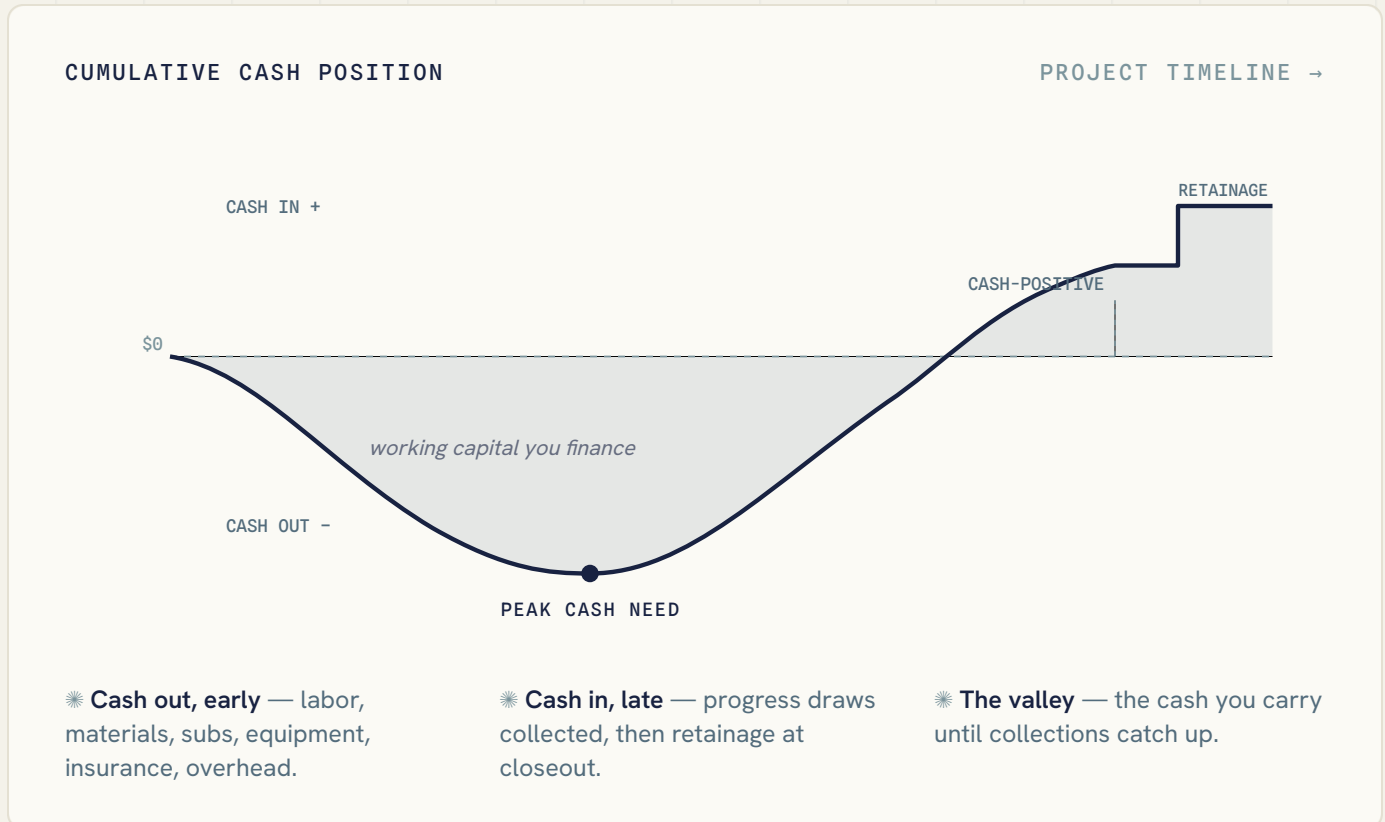 CUMULATIVE CASH POSITION
PROJECT TIMELINE →
RETAINAGE
CASH IN +
CASH-POSITIVE
$0
working capital you finance
CASH OUT –
PEAK CASH NEED
✺ Cash out, early — labor,
materials, subs, equipment,
insurance, overhead.
✺ Cash in, late — progress draws
collected, then retainage at
closeout.
✺ The valley — the cash you carry
until collections catch up.